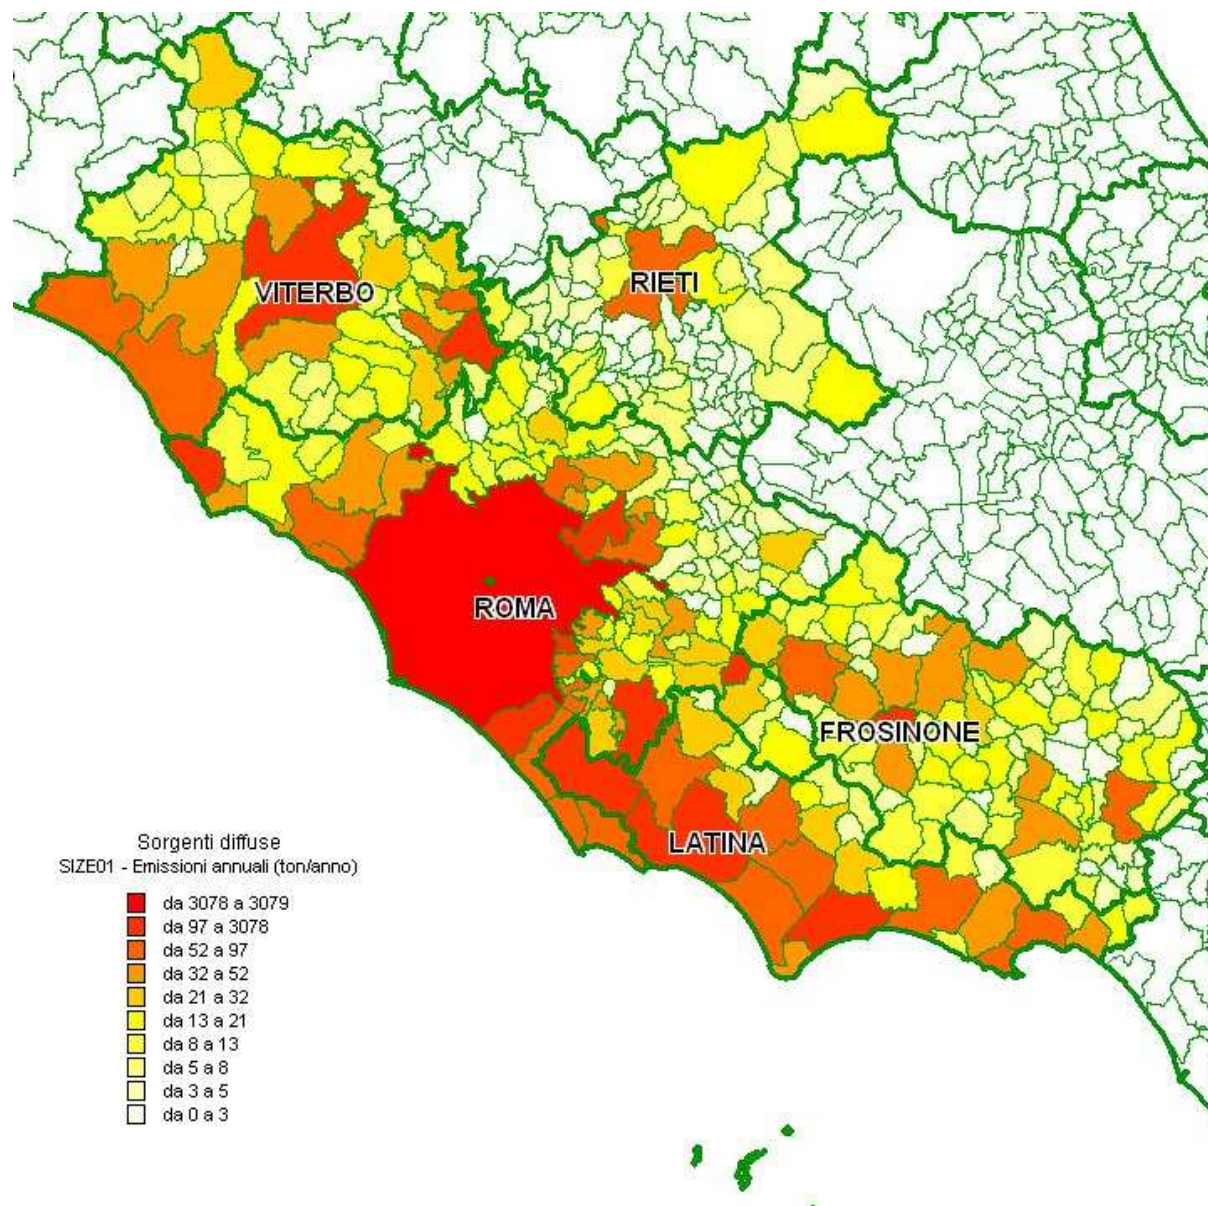 VITERBO
RIETI
ROMA
FROSINONE
LATINA
Sorgenti diffuse
SIZE01 - Emissioni annuali (ton/anno)
da 3078 a 3079
da 97 a 3078
da 52 a 97
da 32 a 52
da 21 a 32
da 13 a 21
da 8 a 13
da 5 a 8
da 3 a 5
da 0 a 3